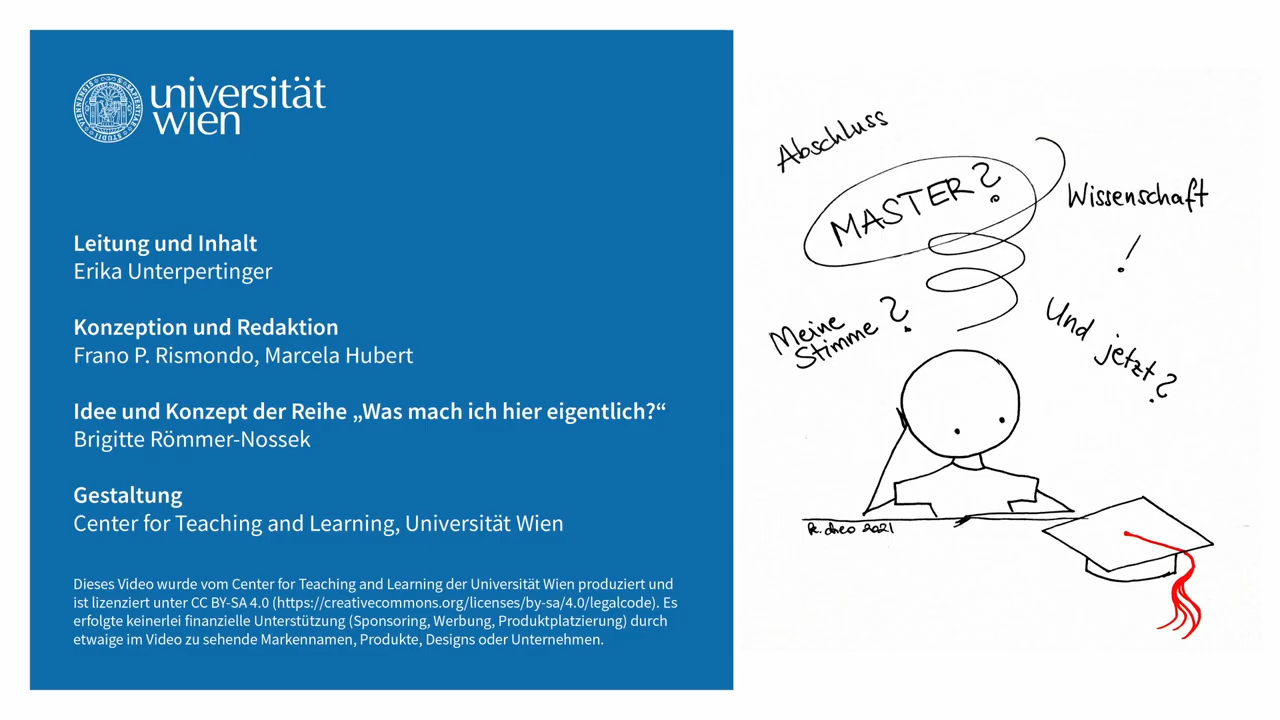 universität
wien
Leitung und Inhalt
Erika Unterpertinger
Konzeption und Redaktion
Frano P. Rismondo, Marcela Hubert
Idee und Konzept der Reihe „Was mach ich hier eigentlich?“
Brigitte Römmer-Nossek
Gestaltung
Center for Teaching and Learning, Universität Wien
Dieses Video wurde vom Center for Teaching and Learning der Universität Wien produziert und
ist lizenziert unter CC BY-SA 4.0 (https://creativecommons.org/licenses/by-sa/4.0/legalcode). Es
erfolgte keinerlei finanzielle Unterstützung (Sponsoring, Werbung, Produktplatzierung) durch
etwaige im Video zu sehende Markennamen, Produkte, Designs oder Unternehmen.
Abschluss
MASTER?
Wissenschaft
!
Meine
Stimme?
Und jetzt?
2021